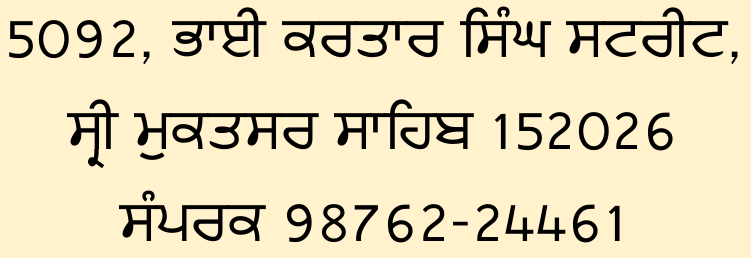 5092, ਭਾਈ ਕਰਤਾਰ ਸਿੰਘ ਸਟਰੀਟ,
ਸ੍ਰੀ ਮੁਕਤਸਰ ਸਾਹਿਬ 152026
ਸੰਪਰਕ 98762-24461